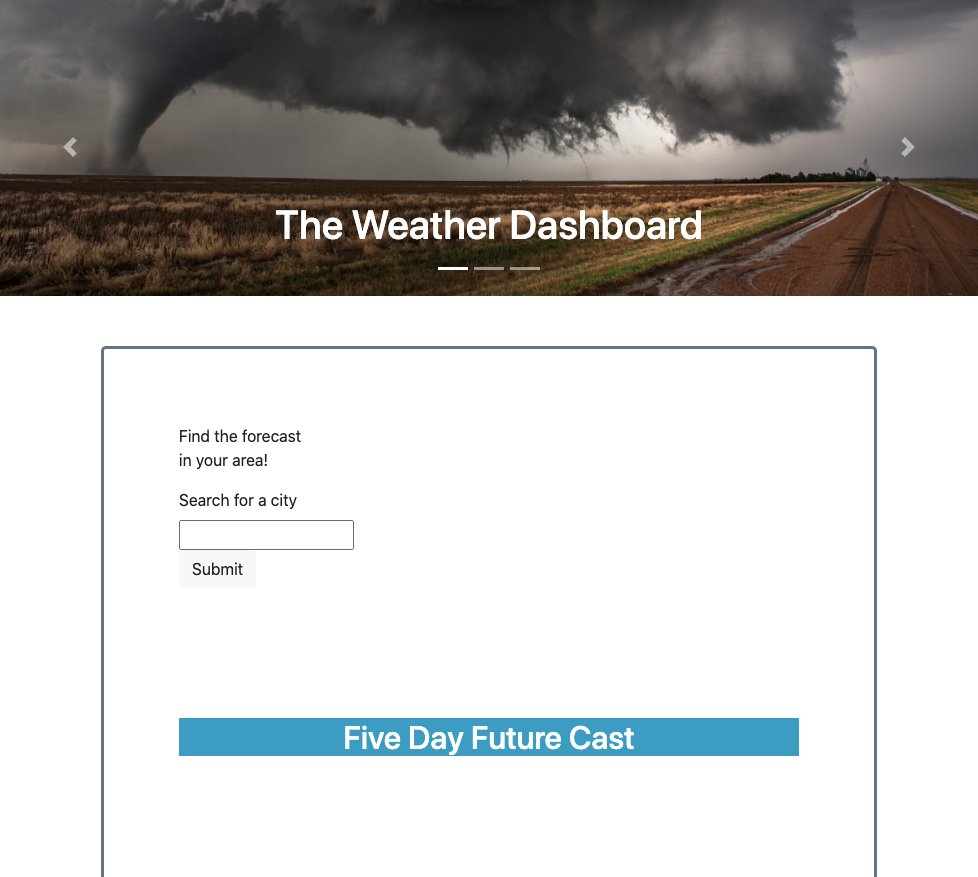 The Weather Dashboard
Find the forecast
in your area!
Search for a city
Submit
Five Day Future Cast